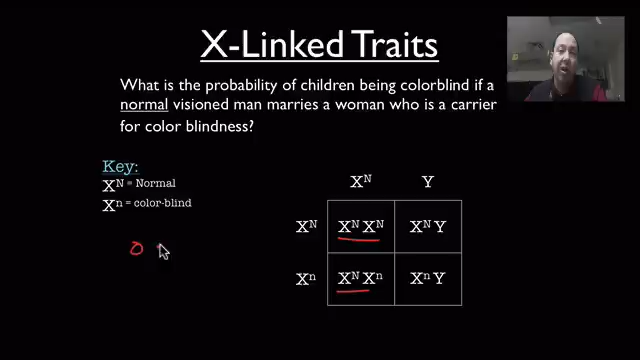 X-Linked Traits
What is the probability of children being colorblind if a
normal visioned man marries a woman who is a carrier
for color blindness?
Key:
X^N = Normal
X^n = color-blind
X^N Y
X^N X^N X^N X^N Y
X^n X^N X^n X^n Y
0